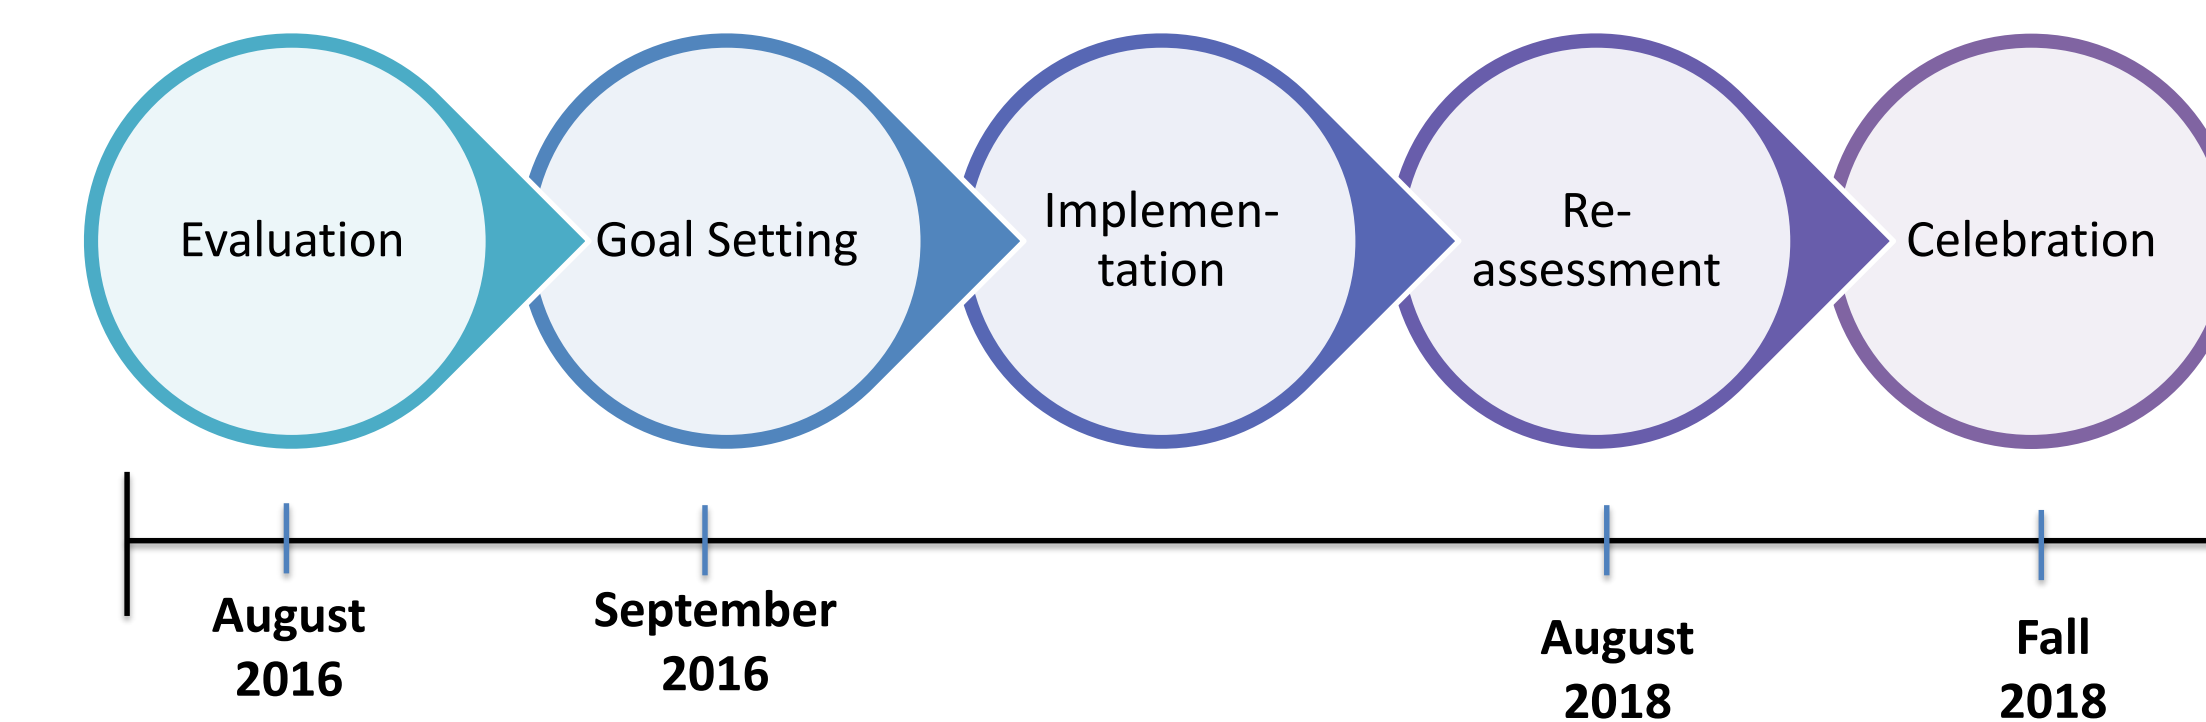 Evaluation
Goal Setting
Implemen-
tation
Re-
assessment
Celebration
August
2016
September
2016
August
2018
Fall
2018